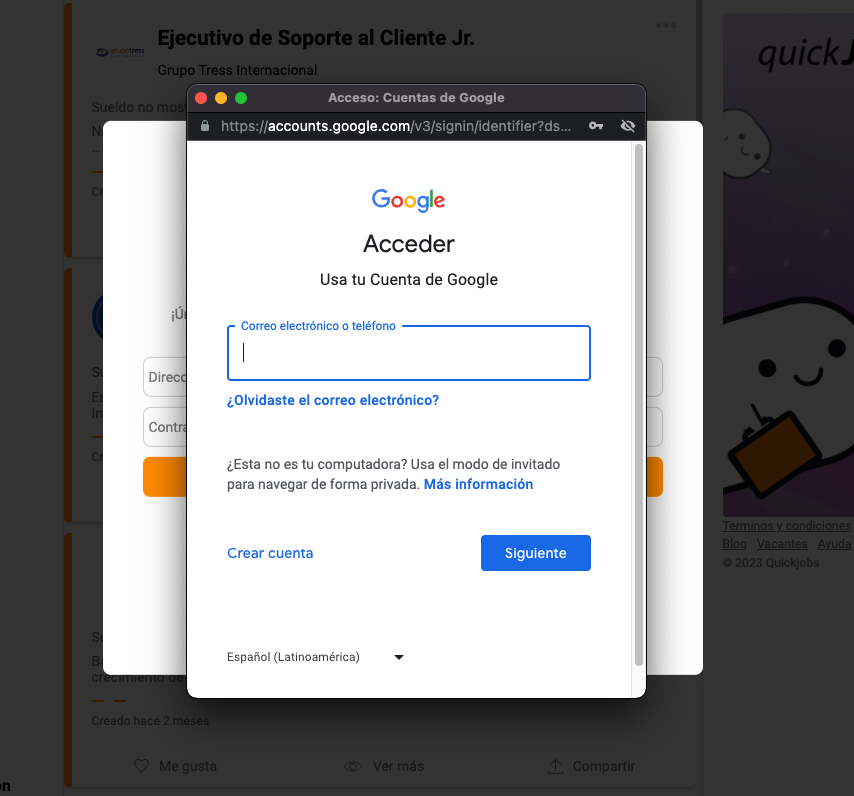 Ejecutivo de Soporte al Cliente Jr.
grupotress
Grupo Tress Internacional
Sueldo no mos
Acceso: Cuentas de Google
https://accounts.google.com/v3/signin/identifier?ds...
Google
Acceder
Usa tu Cuenta de Google
Correo electrónico o teléfono
¿Olvidaste el correo electrónico?
¿Esta no es tu computadora? Usa el modo de invitado
para navegar de forma privada. Más información
Crear cuenta
Siguiente
Español (Latinoamérica)
Direcc
Contra
crecimiento de
Creado hace 2 meses
Me gusta
Ver más
Compartir
quickJ
Terminos y condiciones
Blog Vacantes Ayuda
© 2023 Quickjobs